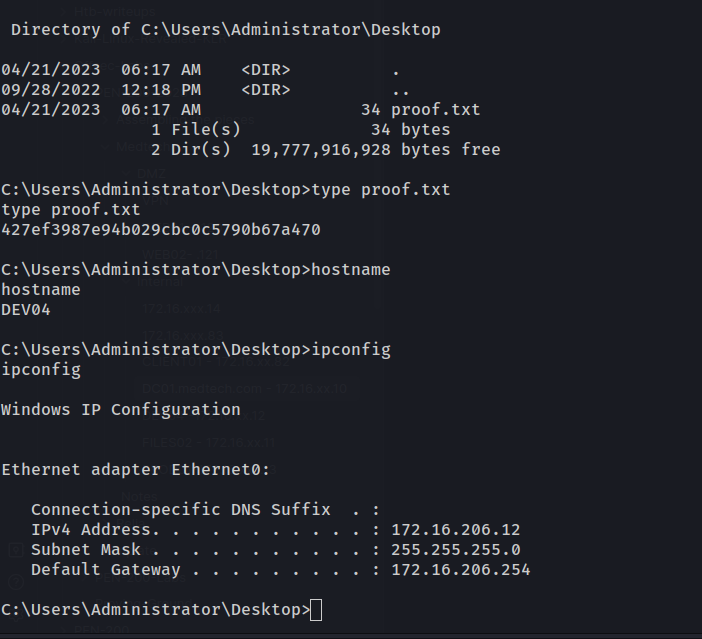 Directory of C:\Users\Administrator\Desktop
04/21/2023  06:17 AM    <DIR>          .
09/28/2022  12:18 PM    <DIR>          ..
04/21/2023  06:17 AM                34 proof.txt
               1 File(s)             34 bytes
               2 Dir(s)  19,777,916,928 bytes free
C:\Users\Administrator\Desktop>type proof.txt
type proof.txt
427ef3987e94b029cbc0c5790b67a470
C:\Users\Administrator\Desktop>hostname
hostname
DEV04
C:\Users\Administrator\Desktop>ipconfig
ipconfig
Windows IP Configuration
Ethernet adapter Ethernet0:
   Connection-specific DNS Suffix  . :
   IPv4 Address. . . . . . . . . . . : 172.16.206.12
   Subnet Mask . . . . . . . . . . . : 255.255.255.0
   Default Gateway . . . . . . . . . : 172.16.206.254
C:\Users\Administrator\Desktop>